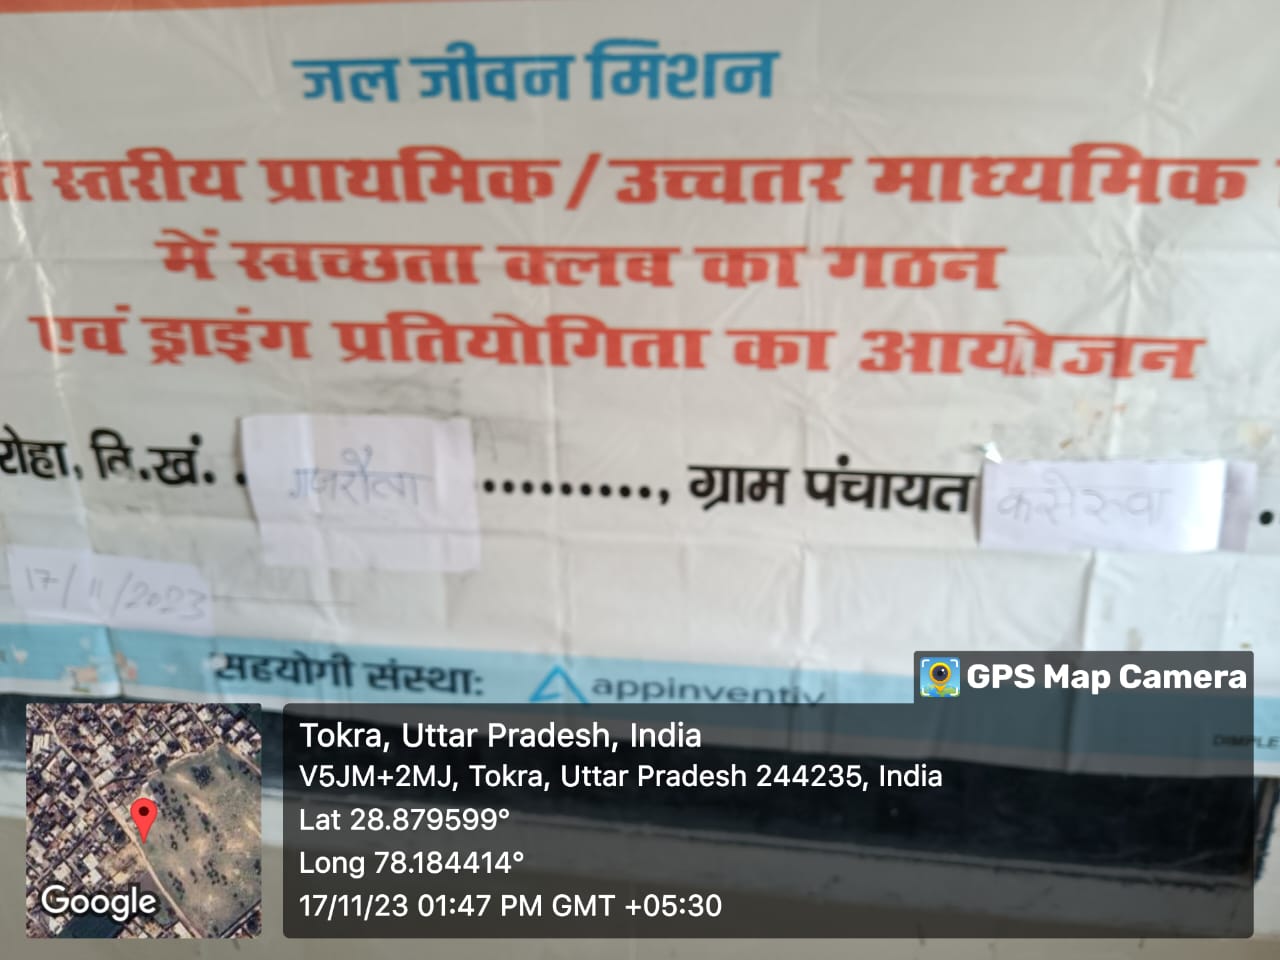 जल जीवन मिशन
स्तरीय प्राथमिक/उच्चतर माध्यमिक
में स्वच्छता क्लब का गठन
एवं ड्राइंग प्रतियोगिता का आयोजन
रोहा, वि.खं. . गजरौला ........., ग्राम पंचायत कसेरुवा .
17/11/2023
सहयोगी संस्था: appinventiv
DIMPLE
GPS Map Camera
Tokra, Uttar Pradesh, India
V5JM+2MJ, Tokra, Uttar Pradesh 244235, India
Lat 28.879599°
Long 78.184414°
17/11/23 01:47 PM GMT +05:30
Google